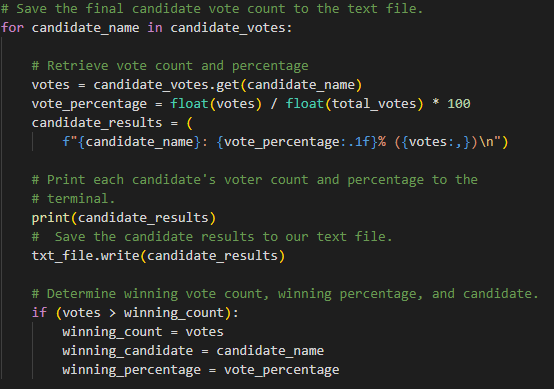 # Save the final candidate vote count to the text file.
for candidate_name in candidate_votes:
# Retrieve vote count and percentage
votes = candidate_votes.get(candidate_name)
vote_percentage = float(votes) / float(total_votes) * 100
candidate_results = (
f"{candidate_name}: {vote_percentage:.1f}% ({votes:,})\n")
# Print each candidate's voter count and percentage to the
# terminal.
print(candidate_results)
#  Save the candidate results to our text file.
txt_file.write(candidate_results)
# Determine winning vote count, winning percentage, and candidate.
if (votes > winning_count):
winning_count = votes
winning_candidate = candidate_name
winning_percentage = vote_percentage